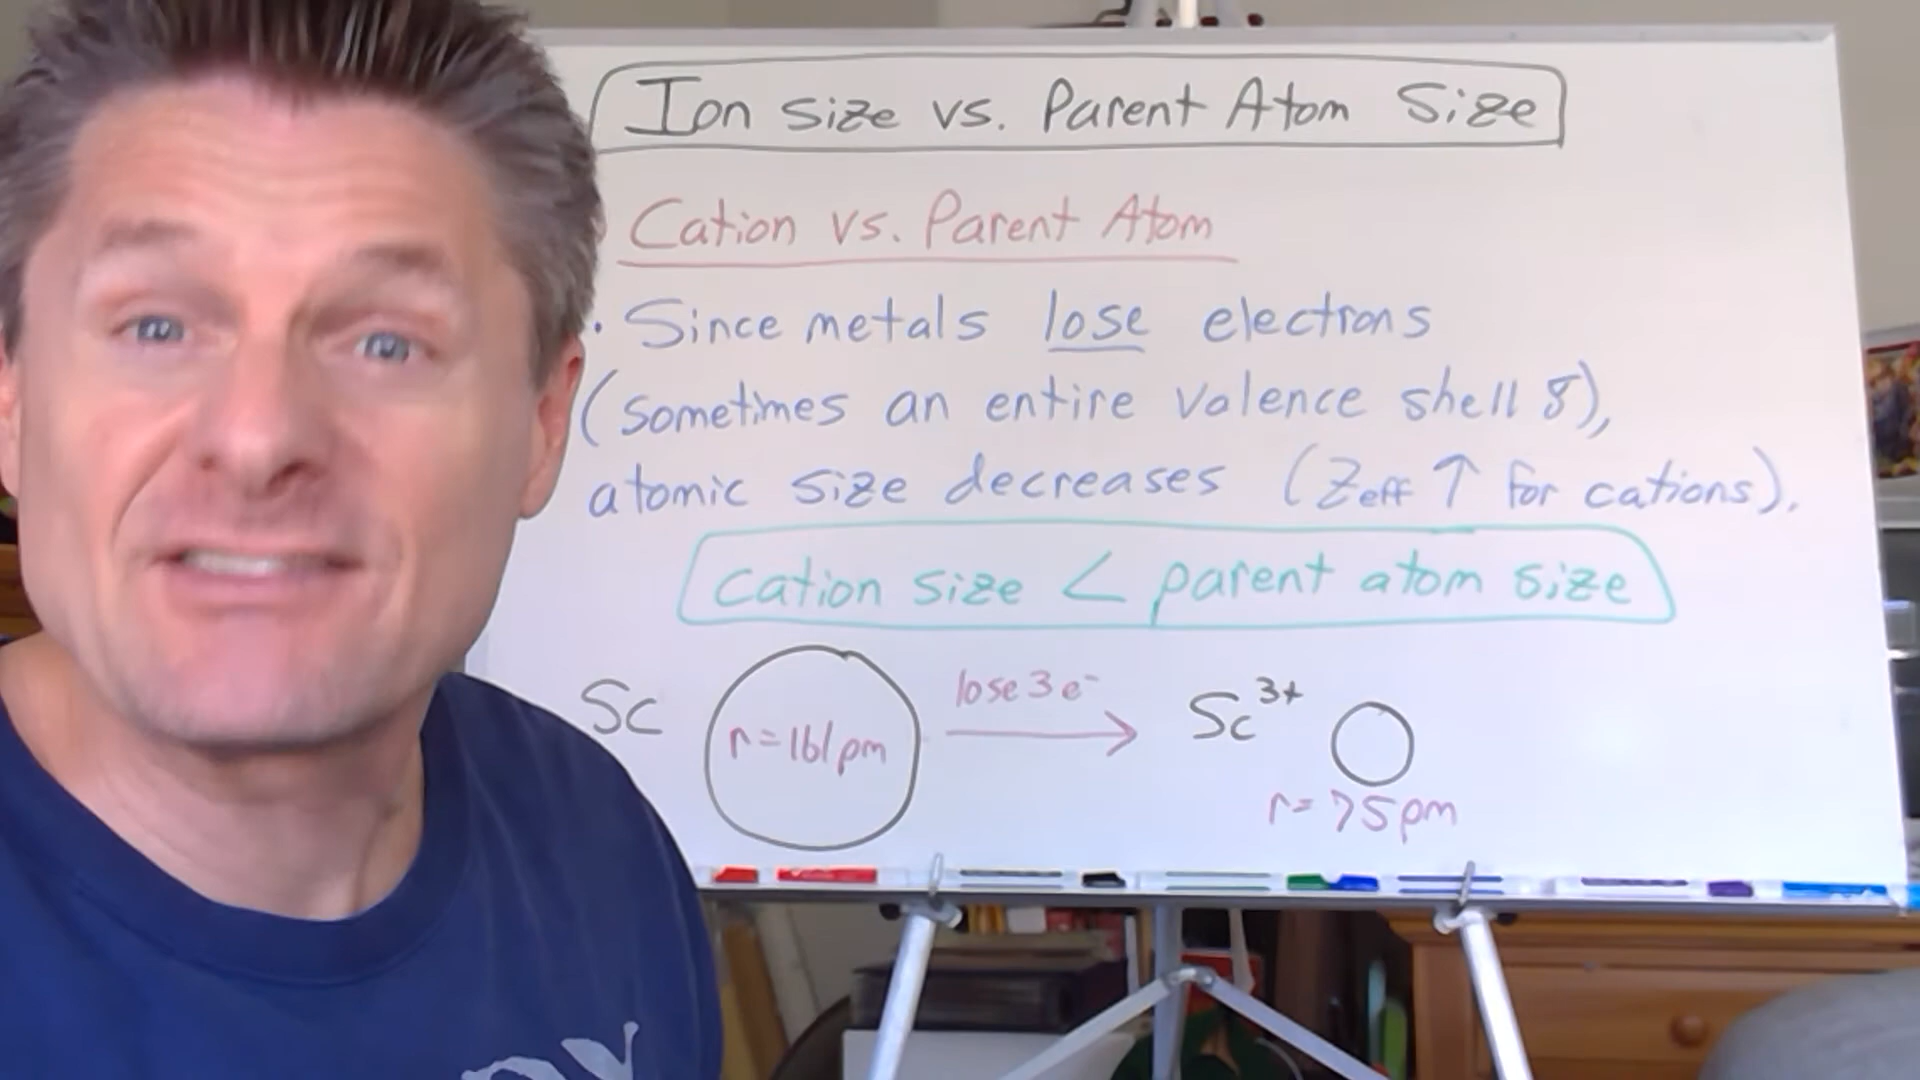 Ion Size vs. Parent Atom Size
Cation vs. Parent Atom
• Since metals lose electrons
(sometimes an entire valence shell 8),
atomic size decreases (Zeff ↑ for cations).
cation size < parent atom size
Sc r=161pm lose 3 e⁻ → Sc³⁺
r=75pm